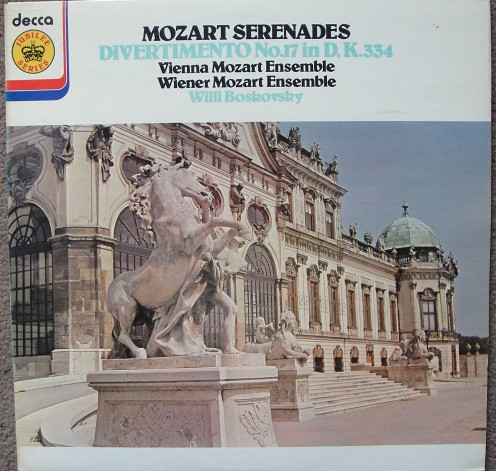 decca
JUBILEE
SERIES
MOZART SERENADES
DIVERTIMENTO No.17 in D, K.334
Vienna Mozart Ensemble
Wiener Mozart Ensemble
Willi Boskovsky